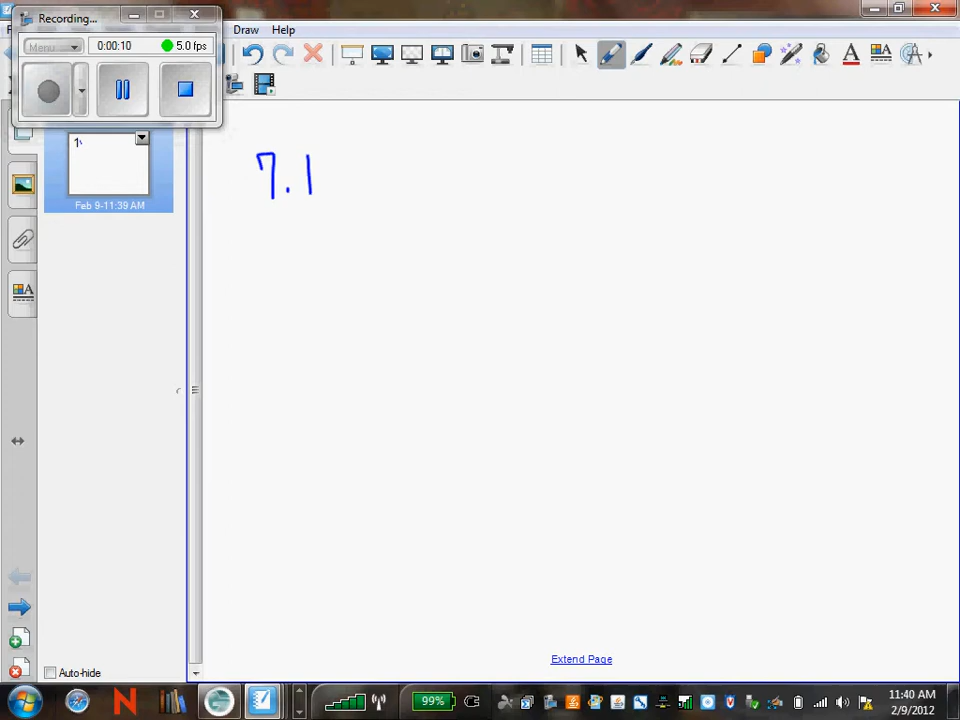 Recording...
Menu
0:00:10
5.0 fps
Draw
Help
7.1
Feb 9-11:39 AM
Extend Page
Auto-hide
99%
11:40 AM
2/9/2012